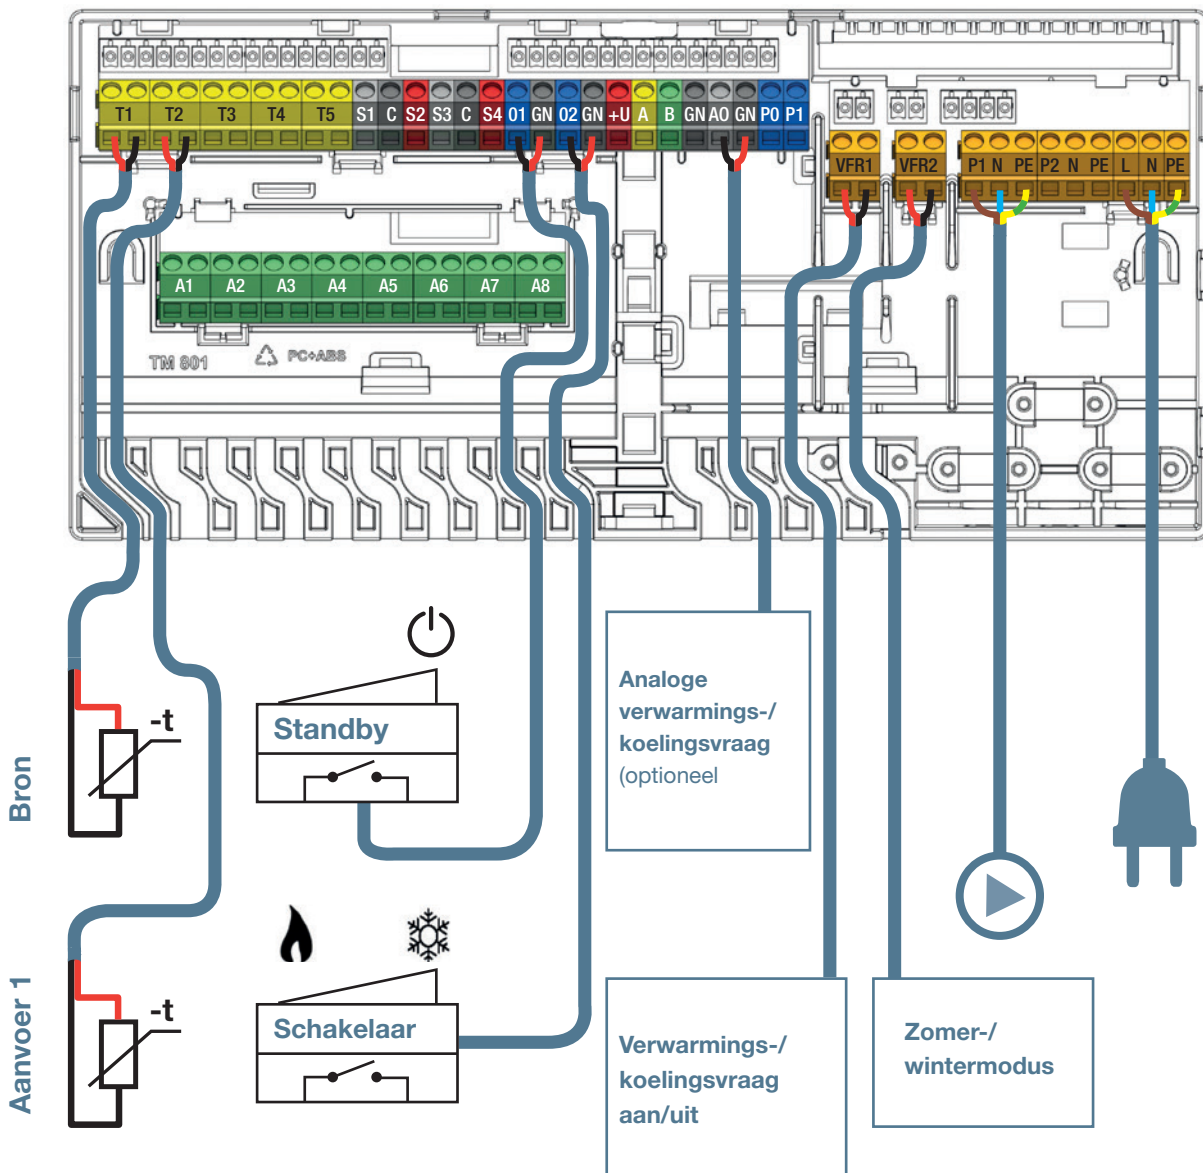 T1 T2 T3 T4 T5 S1 C S2 S3 C S4 01 GN 02 GN +U A B GN A0 GN P0 P1
VFR1 VFR2 P1 N PE P2 N PE L N PE
A1 A2 A3 A4 A5 A6 A7 A8
TM 801
PC+ABS
Bron
-t
Standby
Analoge
verwarmings-/
koelingsvraag
(optioneel
Aanvoer 1
-t
Schakelaar
Verwarmings-/
koelingsvraag
aan/uit
Zomer-/
wintermodus